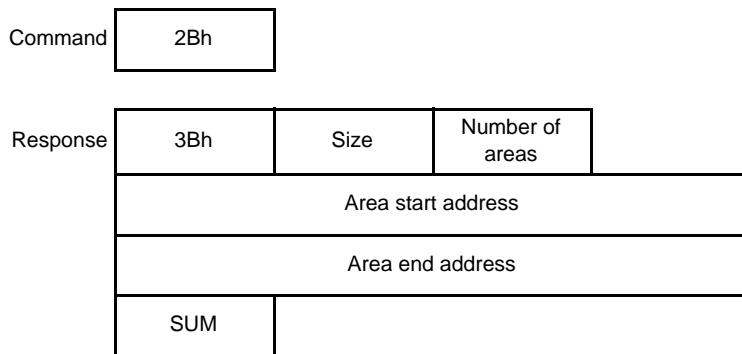 Command 2Bh
Response 3Bh Size Number of
areas
Area start address
Area end address
SUM